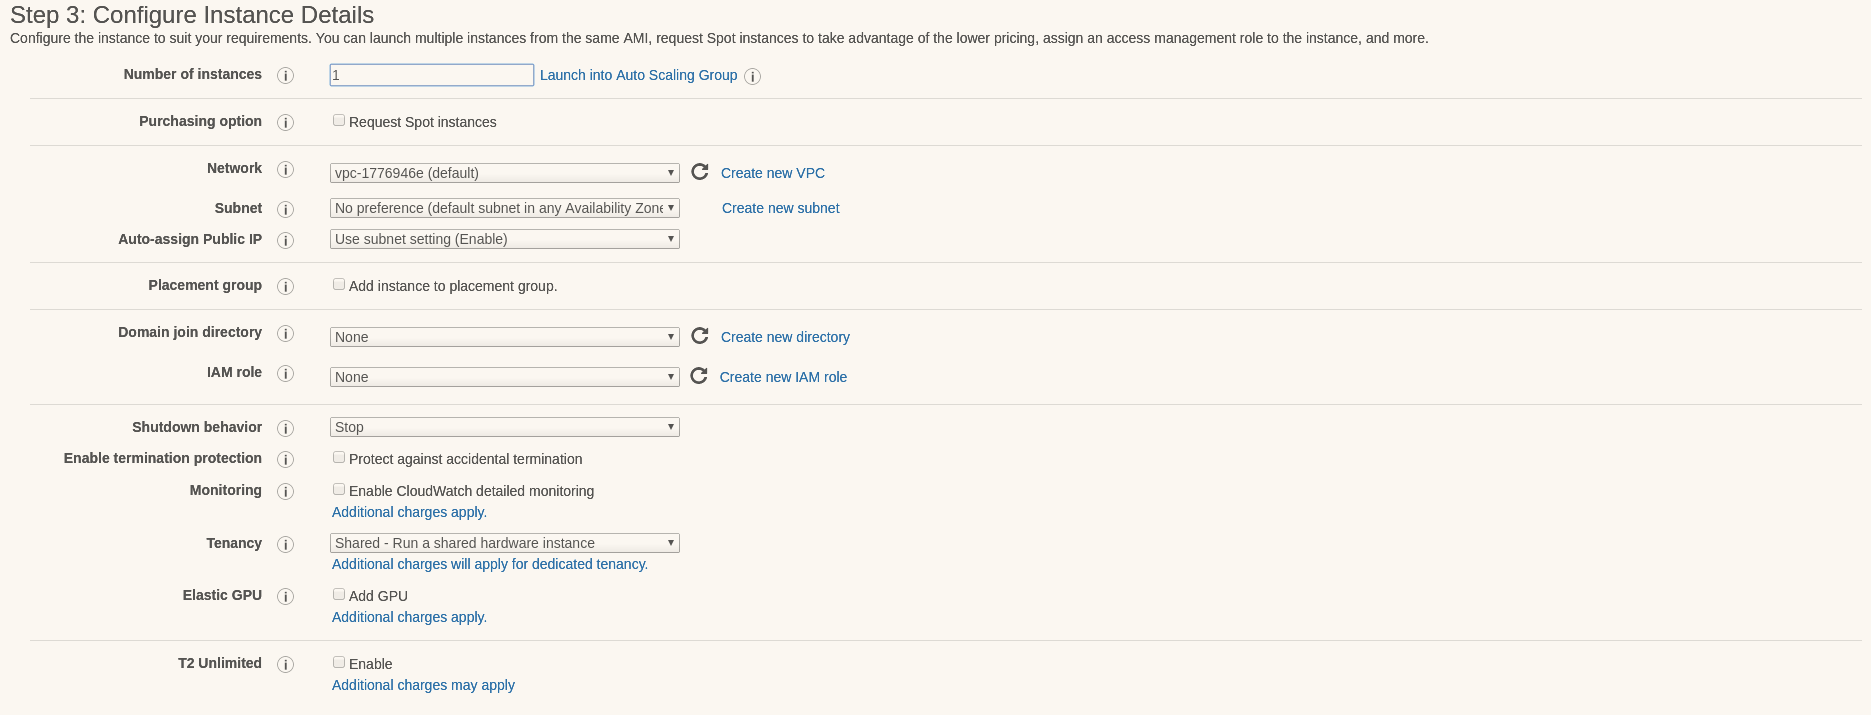 Step 3: Configure Instance Details
Configure the instance to suit your requirements. You can launch multiple instances from the same AMI, request Spot instances to take advantage of the lower pricing, assign an access management role to the instance, and more.
Number of instances 1 Launch into Auto Scaling Group
Purchasing option Request Spot instances
Network vpc-1776946e (default) Create new VPC
Subnet No preference (default subnet in any Availability Zone Create new subnet
Auto-assign Public IP Use subnet setting (Enable)
Placement group Add instance to placement group.
Domain join directory None Create new directory
IAM role None Create new IAM role
Shutdown behavior Stop
Enable termination protection Protect against accidental termination
Monitoring Enable CloudWatch detailed monitoring
Additional charges apply.
Tenancy Shared - Run a shared hardware instance
Additional charges will apply for dedicated tenancy.
Elastic GPU Add GPU
Additional charges apply.
T2 Unlimited Enable
Additional charges may apply